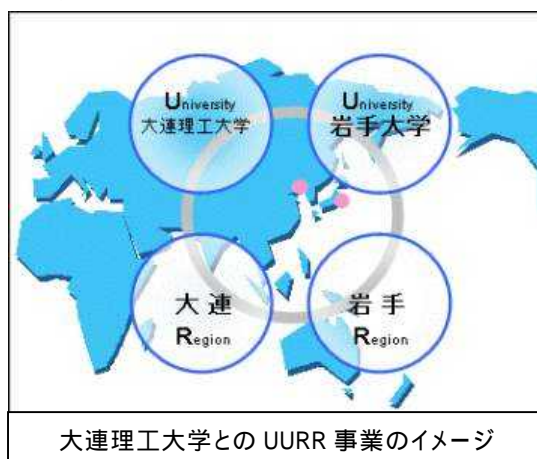 University
大連理工大学
University
岩手大学
大連
Region
岩手
Region
大連理工大学との UURR 事業のイメージ